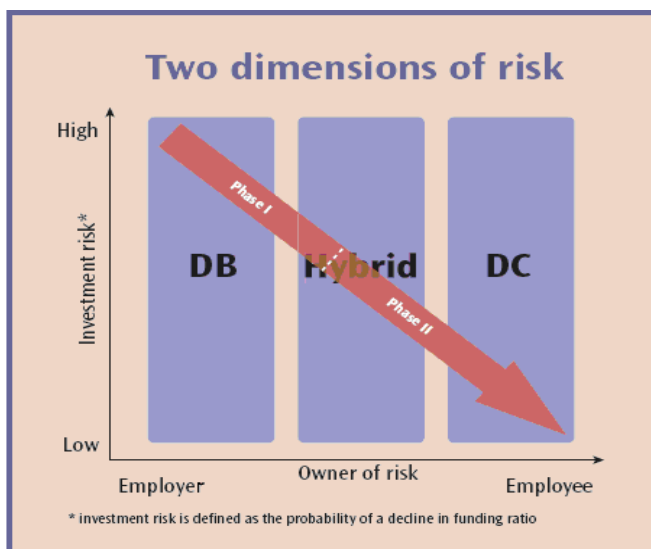 Two dimensions of risk
High
Investment risk*
Phase I
DB
Hybrid
DC
Phase II
Low
Owner of risk
Employer
Employee
* investment risk is defined as the probability of a decline in funding ratio